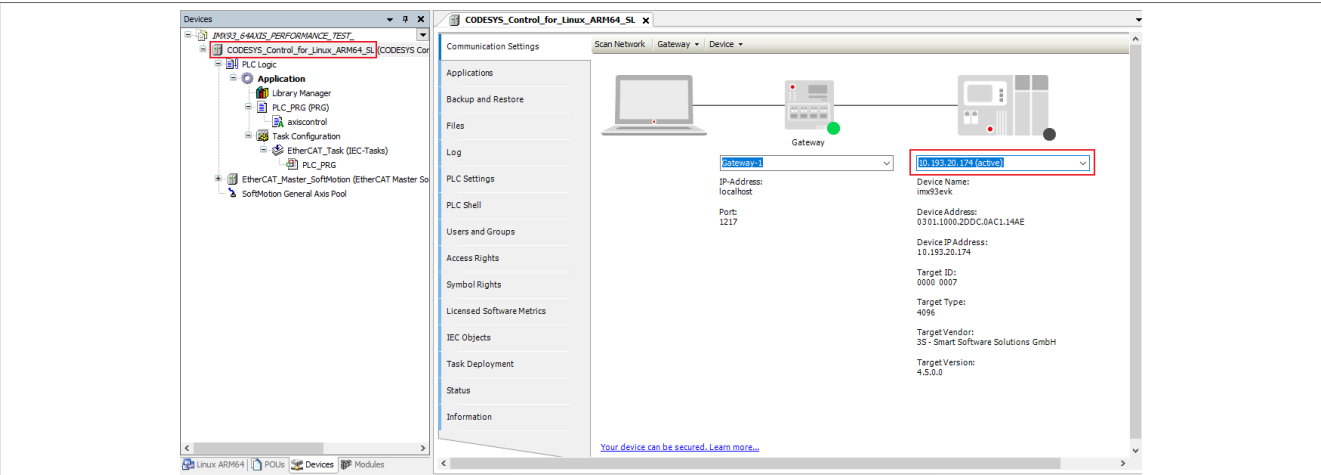 Devices
IMX93_64AXIS_PERFORMANCE_TEST_
CODESYS_Control_for_Linux_ARM64_SL (CODESYS Cor
PLC Logic
Application
Library Manager
PLC_PRG (PRG)
axiscontrol
Task Configuration
EtherCAT_Task (IEC-Tasks)
PLC_PRG
EtherCAT_Master_SoftMotion (EtherCAT Master So
SoftMotion General Axis Pool
Linux ARM64 POUs Devices Modules
CODESYS_Control_for_Linux_ARM64_SL X
Communication Settings
Applications
Backup and Restore
Files
Log
PLC Settings
PLC Shell
Users and Groups
Access Rights
Symbol Rights
Licensed Software Metrics
IEC Objects
Task Deployment
Status
Information
Scan Network Gateway Device
Gateway
Gateway-1
IP-Address:
localhost
Port:
1217
10.193.20.174 (active)
Device Name:
imx93evk
Device Address:
0301.1000.2DDC.0AC1.14AE
Device IP Address:
10.193.20.174
Target ID:
0000 0007
Target Type:
4096
Target Vendor:
3S - Smart Software Solutions GmbH
Target Version:
4.5.0.0
Your device can be secured. Learn more...